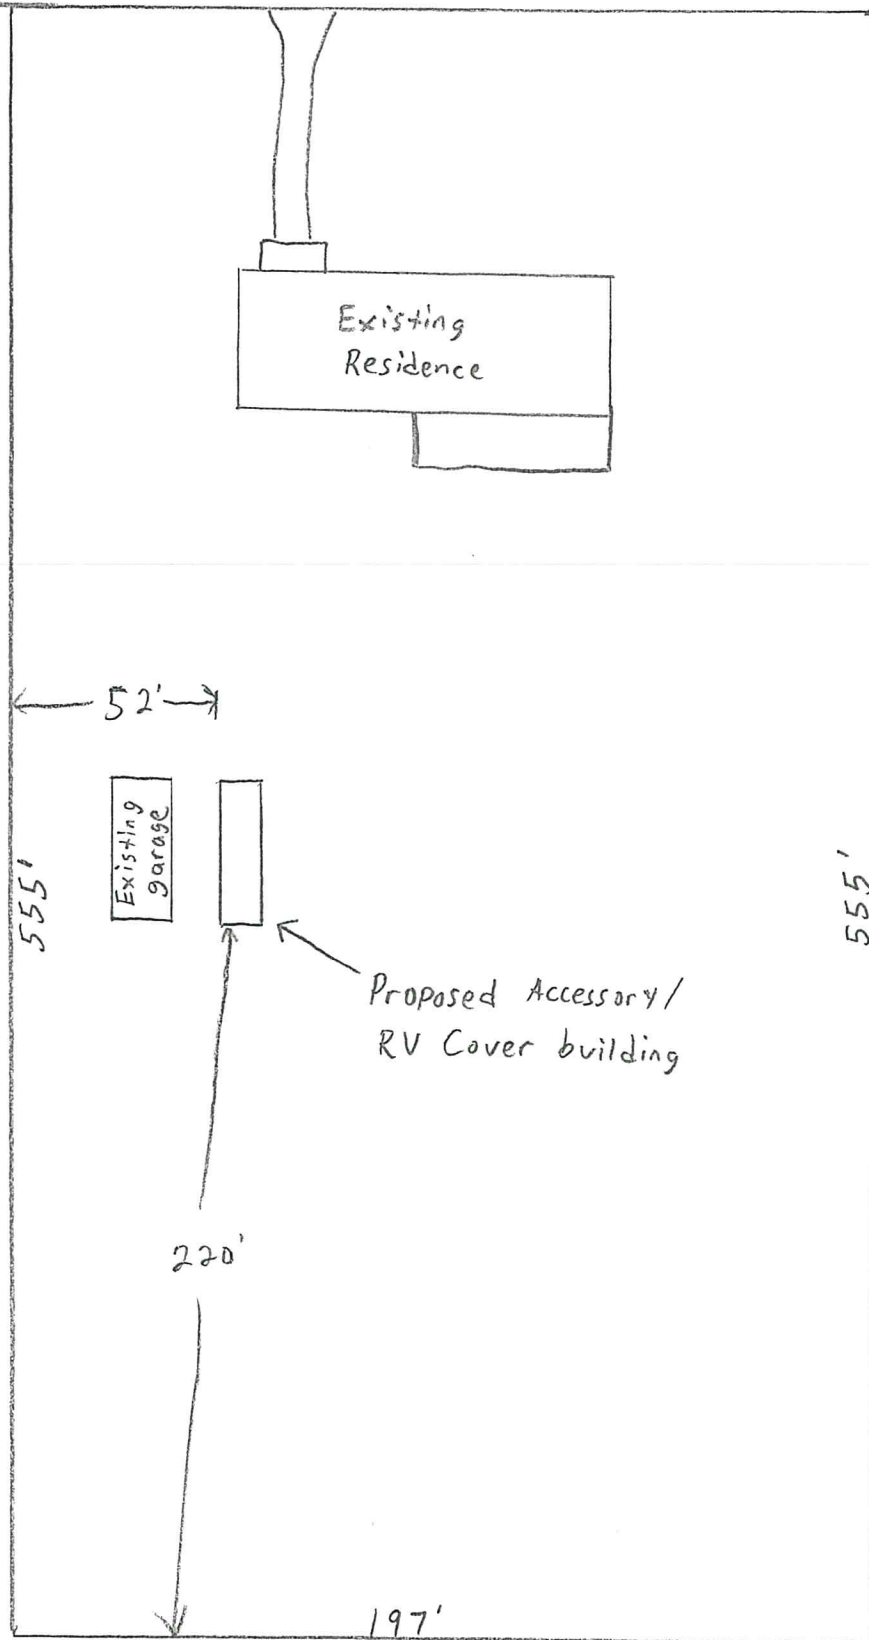 Existing
Residence
52'
Existing
garage
555'
555'
Proposed Accessory/
RV Cover building
220'
197'